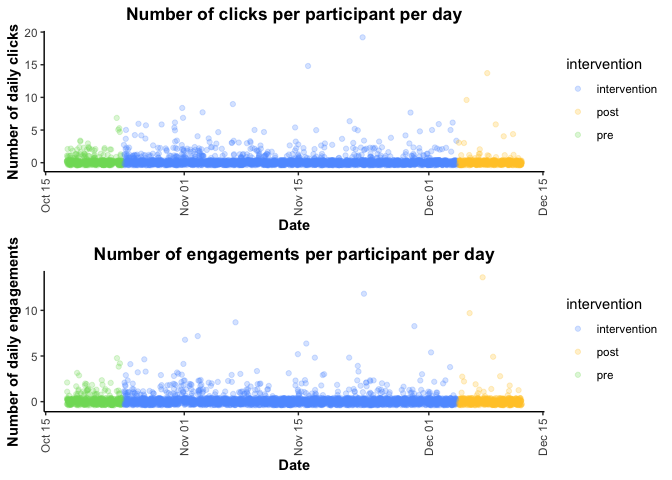 Number of clicks per participant per day
Number of daily clicks
20
15
10
5
0
Oct 15
Nov 01
Nov 15
Dec 01
Dec 15
Date
intervention
intervention
post
pre
Number of engagements per participant per day
Number of daily engagements
10
5
0
Oct 15
Nov 01
Nov 15
Dec 01
Dec 15
Date
intervention
intervention
post
pre